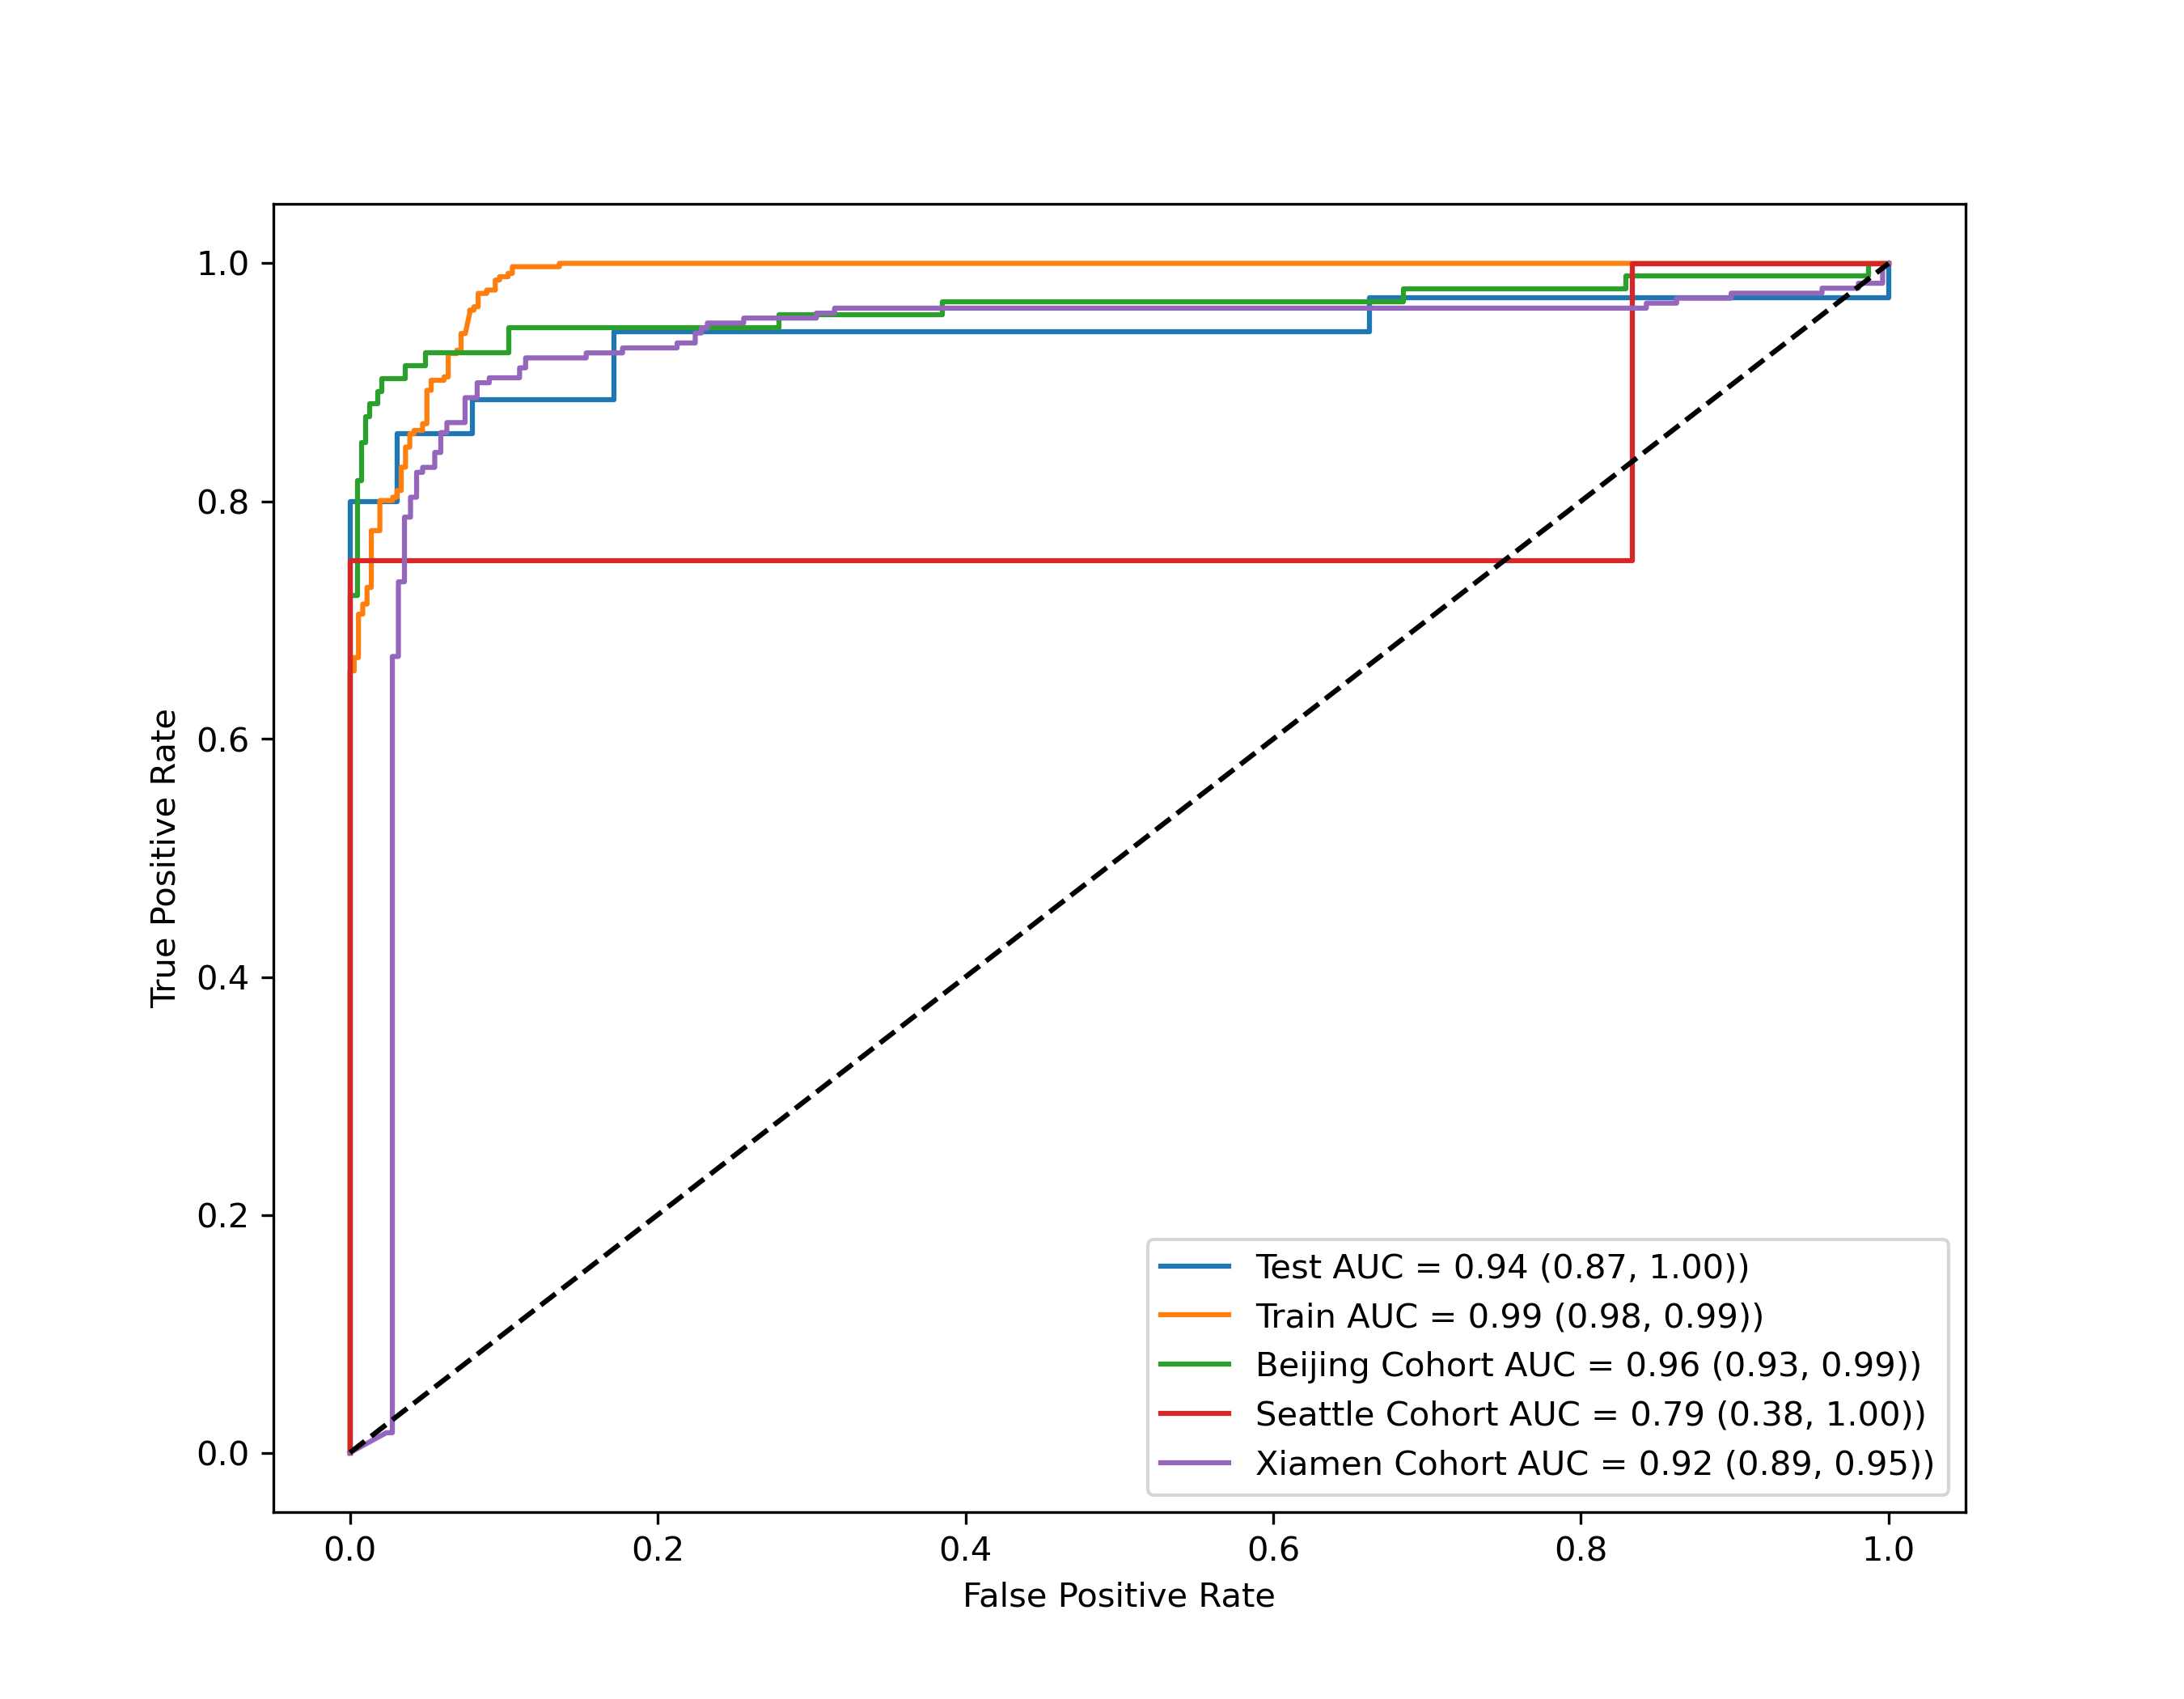 1.0
0.8
0.6
0.4
0.2
0.0
True Positive Rate
Test AUC = 0.94 (0.87, 1.00))
Train AUC = 0.99 (0.98, 0.99))
Beijing Cohort AUC = 0.96 (0.93, 0.99))
Seattle Cohort AUC = 0.79 (0.38, 1.00))
Xiamen Cohort AUC = 0.92 (0.89, 0.95))
0.0 0.2 0.4 0.6 0.8 1.0
False Positive Rate